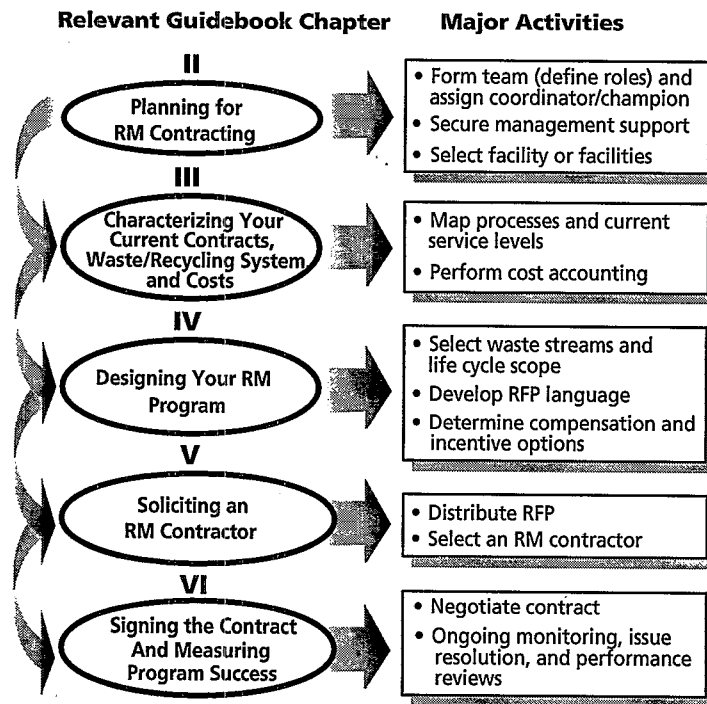 Relevant Guidebook Chapter
Major Activities
II
Planning for
RM Contracting
• Form team (define roles) and
assign coordinator/champion
• Secure management support
• Select facility or facilities
III
Characterizing Your
Current Contracts,
Waste/Recycling System
and Costs
• Map processes and current
service levels
• Perform cost accounting
IV
Designing Your RM
Program
• Select waste streams and
life cycle scope
• Develop RFP language
• Determine compensation and
incentive options
V
Soliciting an
RM Contractor
• Distribute RFP
• Select an RM contractor
VI
Signing the Contract
And Measuring
Program Success
• Negotiate contract
• Ongoing monitoring, issue
resolution, and performance
reviews